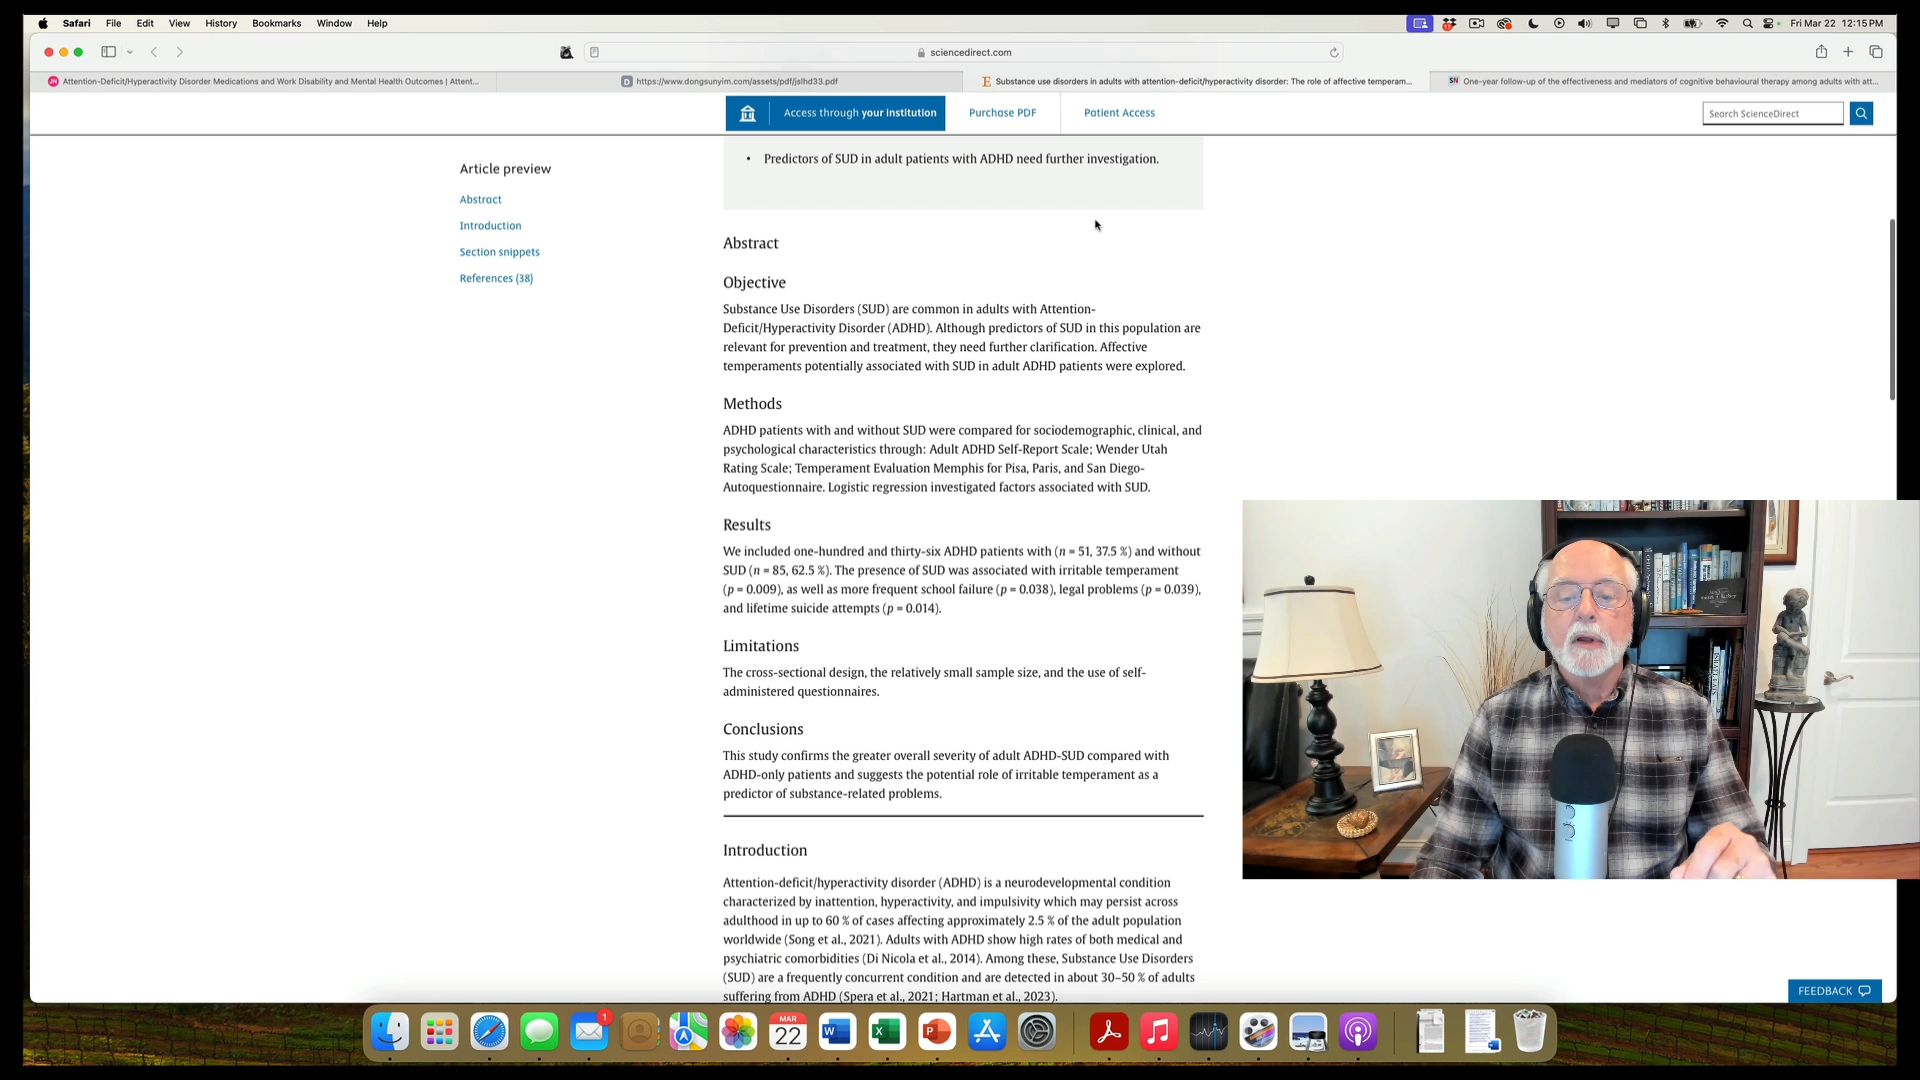 Safari File Edit View History Bookmarks Window Help
Fri Mar 22 12:15 PM
sciencedirect.com
Attention-Deficit/Hyperactivity Disorder Medications and Work Disability and Mental Health Outcomes | Attent...
https://www.dongsunyim.com/assets/pdf/jslhd33.pdf
Substance use disorders in adults with attention-deficit/hyperactivity disorder: The role of affective temperam...
One-year follow-up of the effectiveness and mediators of cognitive behavioural therapy among adults with att...
Access through your institution
Purchase PDF
Patient Access
Search ScienceDirect
Article preview
Abstract
Introduction
Section snippets
References (38)
• Predictors of SUD in adult patients with ADHD need further investigation.
Abstract
Objective
Substance Use Disorders (SUD) are common in adults with Attention-
Deficit/Hyperactivity Disorder (ADHD). Although predictors of SUD in this population are
relevant for prevention and treatment, they need further clarification. Affective
temperaments potentially associated with SUD in adult ADHD patients were explored.
Methods
ADHD patients with and without SUD were compared for sociodemographic, clinical, and
psychological characteristics through: Adult ADHD Self-Report Scale; Wender Utah
Rating Scale; Temperament Evaluation Memphis for Pisa, Paris, and San Diego-
Autoquestionnaire. Logistic regression investigated factors associated with SUD.
Results
We included one-hundred and thirty-six ADHD patients with (n = 51, 37.5 %) and without
SUD (n = 85, 62.5 %). The presence of SUD was associated with irritable temperament
(p = 0.009), as well as more frequent school failure (p = 0.038), legal problems (p = 0.039),
and lifetime suicide attempts (p = 0.014).
Limitations
The cross-sectional design, the relatively small sample size, and the use of self-
administered questionnaires.
Conclusions
This study confirms the greater overall severity of adult ADHD-SUD compared with
ADHD-only patients and suggests the potential role of irritable temperament as a
predictor of substance-related problems.
Introduction
Attention-deficit/hyperactivity disorder (ADHD) is a neurodevelopmental condition
characterized by inattention, hyperactivity, and impulsivity which may persist across
adulthood in up to 60 % of cases affecting approximately 2.5 % of the adult population
worldwide (Song et al., 2021). Adults with ADHD show high rates of both medical and
psychiatric comorbidities (Di Nicola et al., 2014). Among these, Substance Use Disorders
(SUD) are a frequently concurrent condition and are detected in about 30–50 % of adults
suffering from ADHD (Spera et al., 2021; Hartman et al., 2023).
FEEDBACK
1
MAR
22